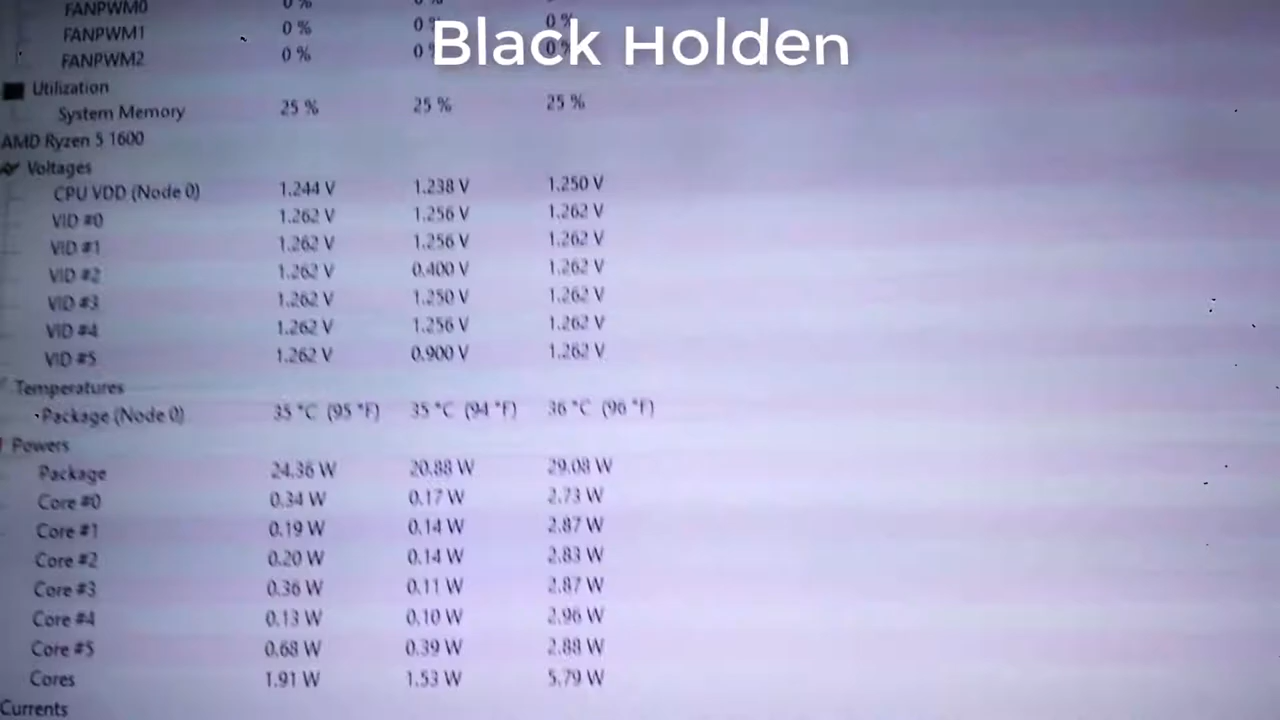 Black Holden
FANPWM0 0 % 0 %
FANPWM1 0 % 0 % 0 %
FANPWM2 0 % 0 % 0 %
Utilization
System Memory 25 % 25 % 25 %
AMD Ryzen 5 1600
Voltages
CPU VDD (Node 0) 1.244 V 1.238 V 1.250 V
VID #0 1.262 V 1.256 V 1.262 V
VID #1 1.262 V 1.256 V 1.262 V
VID #2 1.262 V 0.400 V 1.262 V
VID #3 1.262 V 1.250 V 1.262 V
VID #4 1.262 V 1.256 V 1.262 V
VID #5 1.262 V 0.900 V 1.262 V
Temperatures
Package (Node 0) 35 °C (95 °F) 35 °C (94 °F) 36 °C (96 °F)
Powers
Package 24.36 W 20.88 W 29.08 W
Core #0 0.34 W 0.17 W 2.73 W
Core #1 0.19 W 0.14 W 2.87 W
Core #2 0.20 W 0.14 W 2.83 W
Core #3 0.36 W 0.11 W 2.87 W
Core #4 0.13 W 0.10 W 2.96 W
Core #5 0.68 W 0.39 W 2.88 W
Cores 1.91 W 1.53 W 5.79 W
Currents